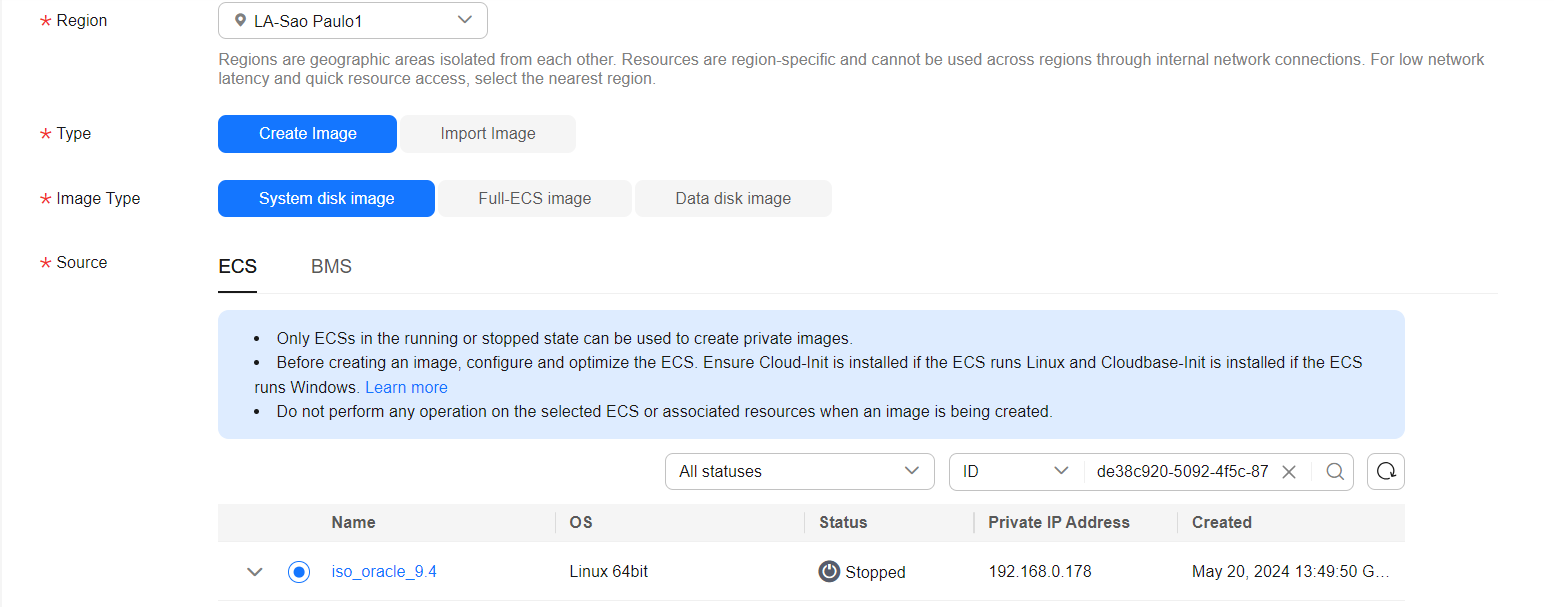 * Region
LA-Sao Paulo1
Regions are geographic areas isolated from each other. Resources are region-specific and cannot be used across regions through internal network connections. For low network
latency and quick resource access, select the nearest region.
* Type
Create Image
Import Image
* Image Type
System disk image
Full-ECS image
Data disk image
* Source
ECS
BMS
• Only ECSs in the running or stopped state can be used to create private images.
• Before creating an image, configure and optimize the ECS. Ensure Cloud-Init is installed if the ECS runs Linux and Cloudbase-Init is installed if the ECS
runs Windows. Learn more
• Do not perform any operation on the selected ECS or associated resources when an image is being created.
All statuses
ID
de38c920-5092-4f5c-87
Name
OS
Status
Private IP Address
Created
iso_oracle_9.4
Linux 64bit
Stopped
192.168.0.178
May 20, 2024 13:49:50 G...